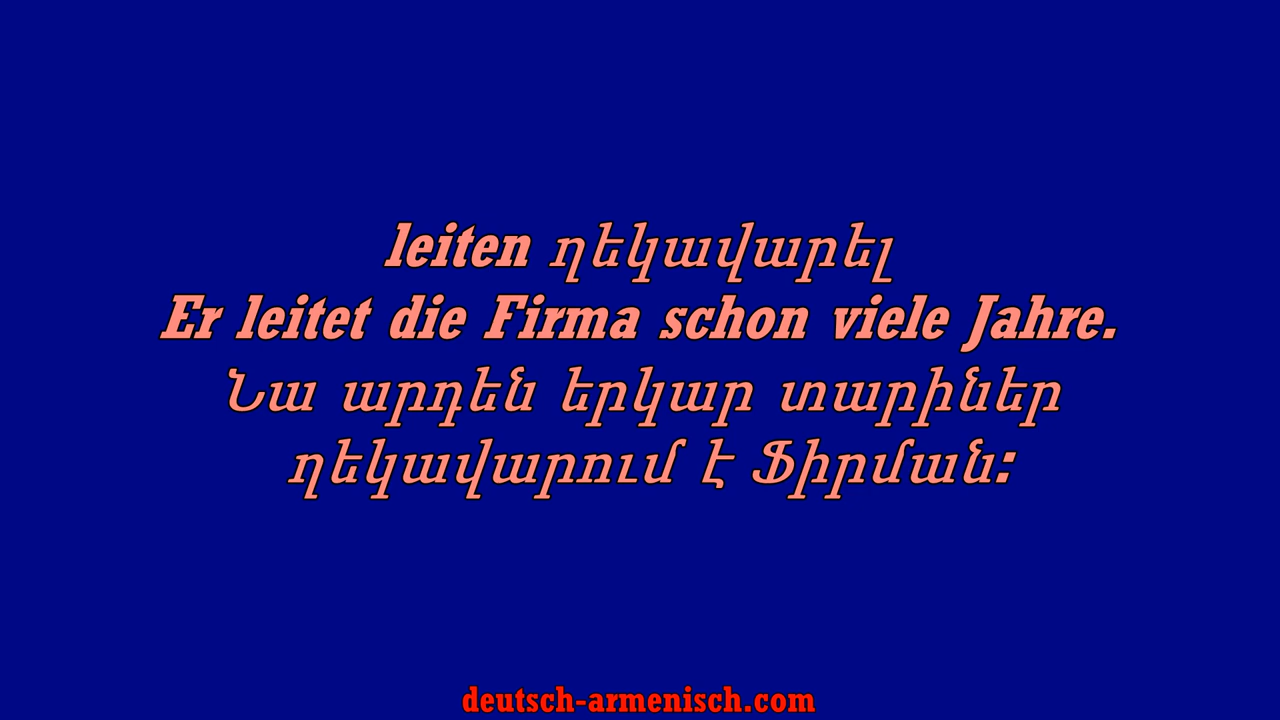 leiten ղեկավարել
Er leitet die Firma schon viele Jahre.
Նա արդեն երկար տարիներ
ղեկավարում է Ֆիրման:
deutsch-armenisch.com